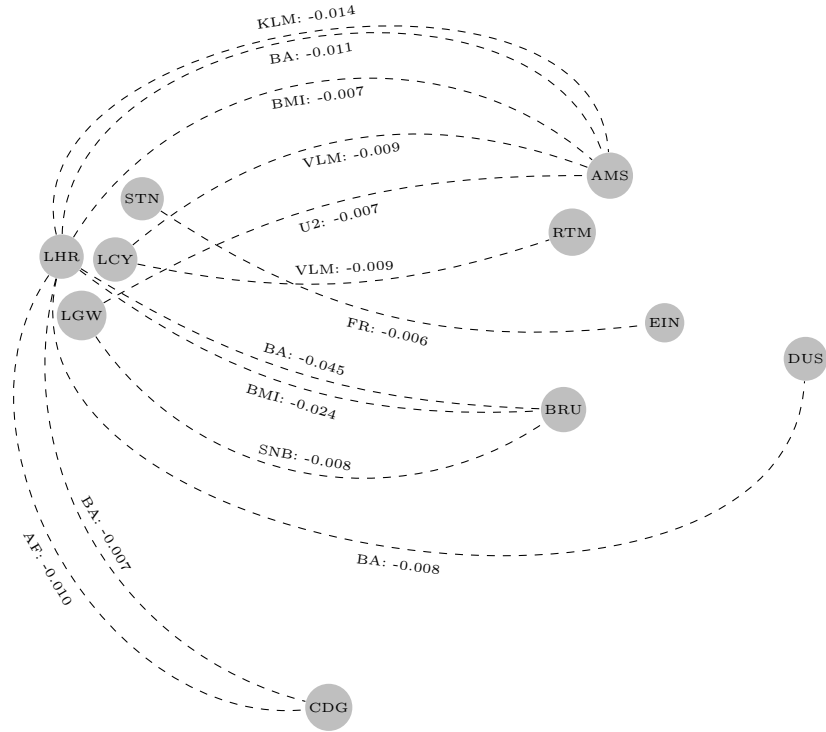 KLM: -0.014
BA: -0.011
BMI: -0.007
VLM: -0.009
AMS
STN
U2: -0.007
RTM
LHR
LCY
VLM: -0.009
LGW
FR: -0.006
EIN
BA: -0.045
DUS
BMI: -0.024
BRU
SNB: -0.008
BA: -0.007
AF: -0.010
BA: -0.008
CDG